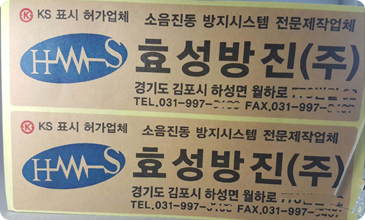 KS 표시 허가업체 소음진동 방지시스템 전문제작업체
H S 효성방진(주)
경기도 김포시 하성면 월하로
TEL.031-997- FAX.031-997-
KS 표시 허가업체 소음진동 방지시스템 전문제작업체
H S 효성방진(주)
경기도 김포시 하성면 월하로
TEL.031-997- FAX.031-997-